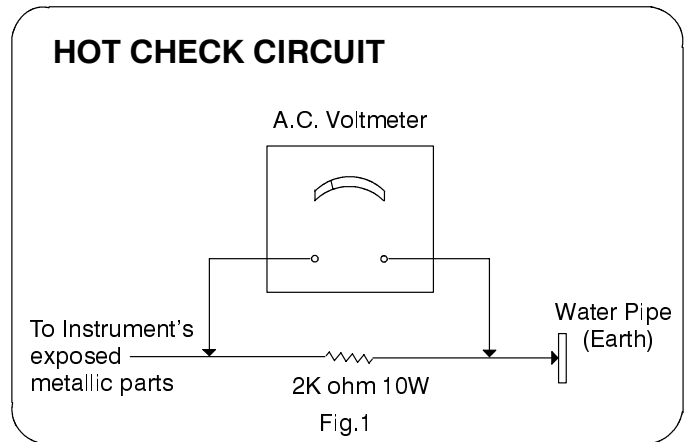 HOT CHECK CIRCUIT
A.C. Voltmeter
To Instrument's
exposed
metallic parts
2K ohm 10W
Water Pipe
(Earth)
Fig.1